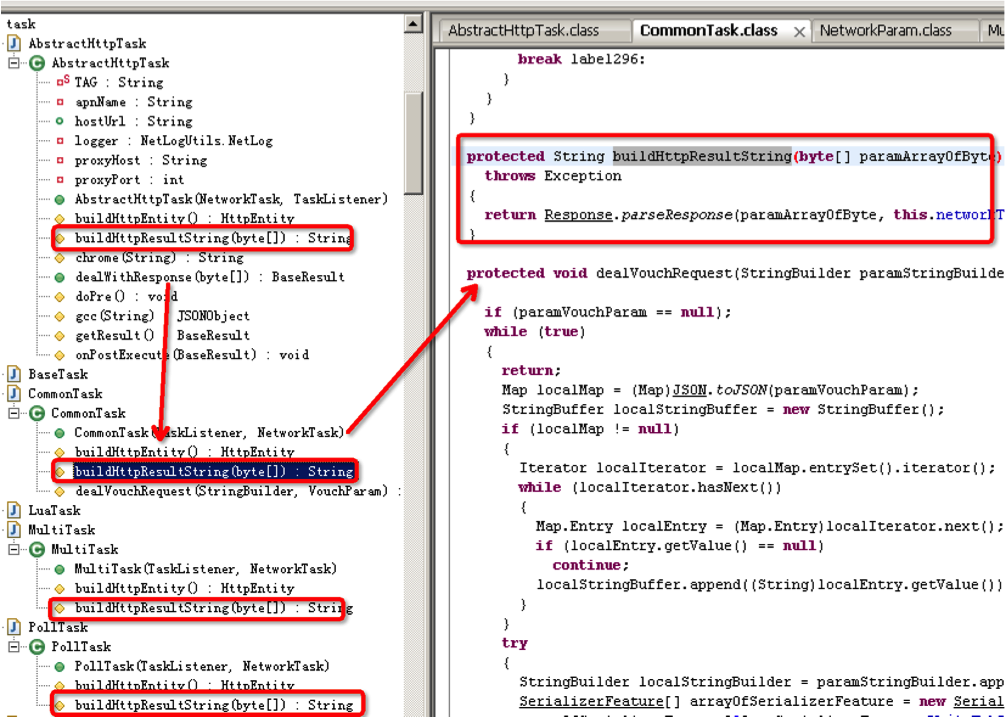 task
AbstractHttpTask
AbstractHttpTask
TAG : String
apnName : String
hostUrl : String
logger : NetLogUtils.NetLog
proxyHost : String
proxyPort : int
AbstractHttpTask(NetworkTask, TaskListener)
buildHttpEntity() : HttpEntity
buildHttpResultString(byte[]) : String
chrome(String) : String
dealWithResponse(byte[]) : BaseResult
doPre() : void
gcc(String) JSONObject
getResult() BaseResult
onPostExecute(BaseResult) : void
BaseTask
CommonTask
CommonTask
CommonTask(TaskListener, NetworkTask)
buildHttpEntity() : HttpEntity
buildHttpResultString(byte[]) : String
dealVouchRequest(StringBuilder, VouchParam) :
LuaTask
MultiTask
MultiTask
MultiTask(TaskListener, NetworkTask)
buildHttpEntity() : HttpEntity
buildHttpResultString(byte[]) : String
PollTask
PollTask
PollTask(TaskListener, NetworkTask)
buildHttpEntity() : HttpEntity
buildHttpResultString(byte[]) : String
AbstractHttpTask.class CommonTask.class × NetworkParam.class Mu
break label296:
}
}
}
protected String buildHttpResultString(byte[] paramArrayOfByte)
throws Exception
{
return Response.parseResponse(paramArrayOfByte, this.networkT
}
protected void dealVouchRequest(StringBuilder paramStringBuilde
if (paramVouchParam == null);
while (true)
{
return;
Map localMap = (Map)JSON.toJSON(paramVouchParam);
StringBuffer localStringBuffer = new StringBuffer();
if (localMap != null)
{
Iterator localIterator = localMap.entrySet().iterator();
while (localIterator.hasNext())
{
Map.Entry localEntry = (Map.Entry)localIterator.next();
if (localEntry.getValue() == null)
continue;
localStringBuffer.append((String)localEntry.getValue())
}
}
try
{
StringBuilder localStringBuilder = paramStringBuilder.app
SerializerFeature[] arrayOfSerializerFeature = new Serial